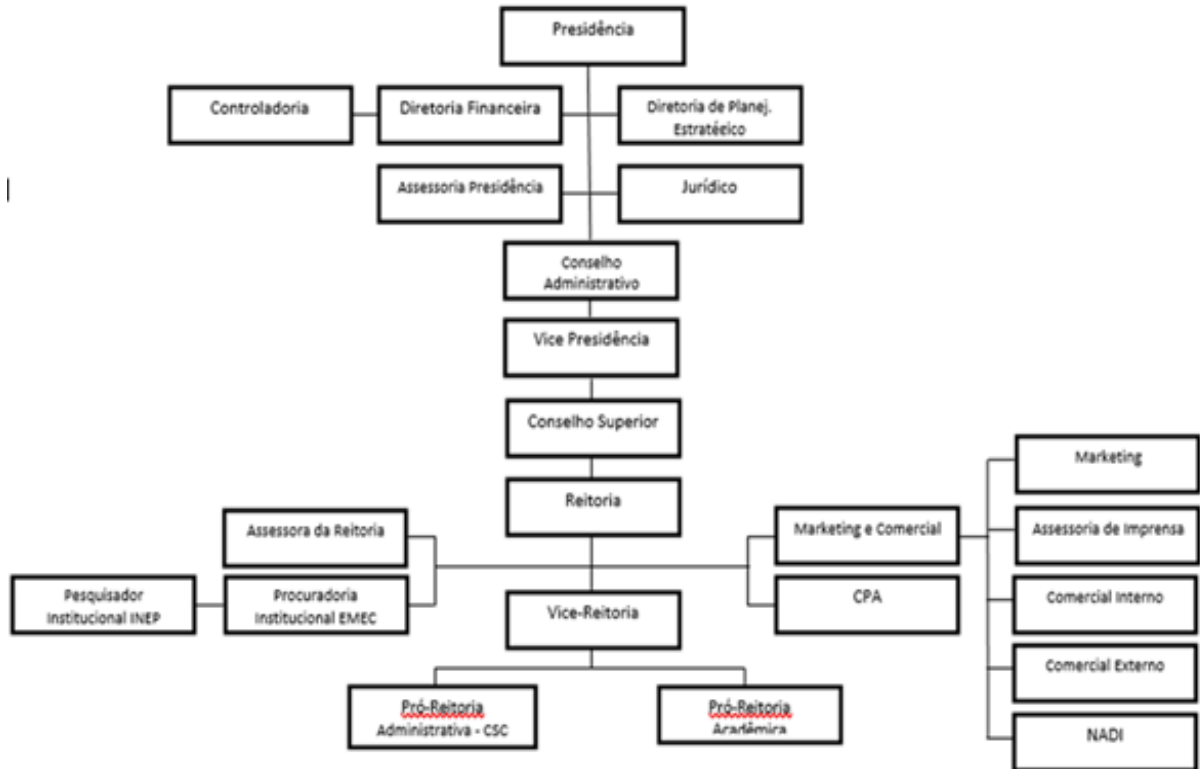 Presidência
Controladoria
Diretoria Financeira
Diretoria de Planej.
Estratéeico
Assessoria Presidência
Jurídico
Conselho
Administrativo
Vice Presidência
Conselho Superior
Reitoria
Assessora da Reitoria
Marketing e Comercial
Marketing
Assessoria de Imprensa
Pesquisador
Institucional INEP
Procuradoria
Institucional EMEC
Vice-Reitoria
CPA
Comercial Interno
Comercial Externo
Pró-Reitoria
Administrativa - CSC
Pró-Reitoria
Acadêmica
NADI